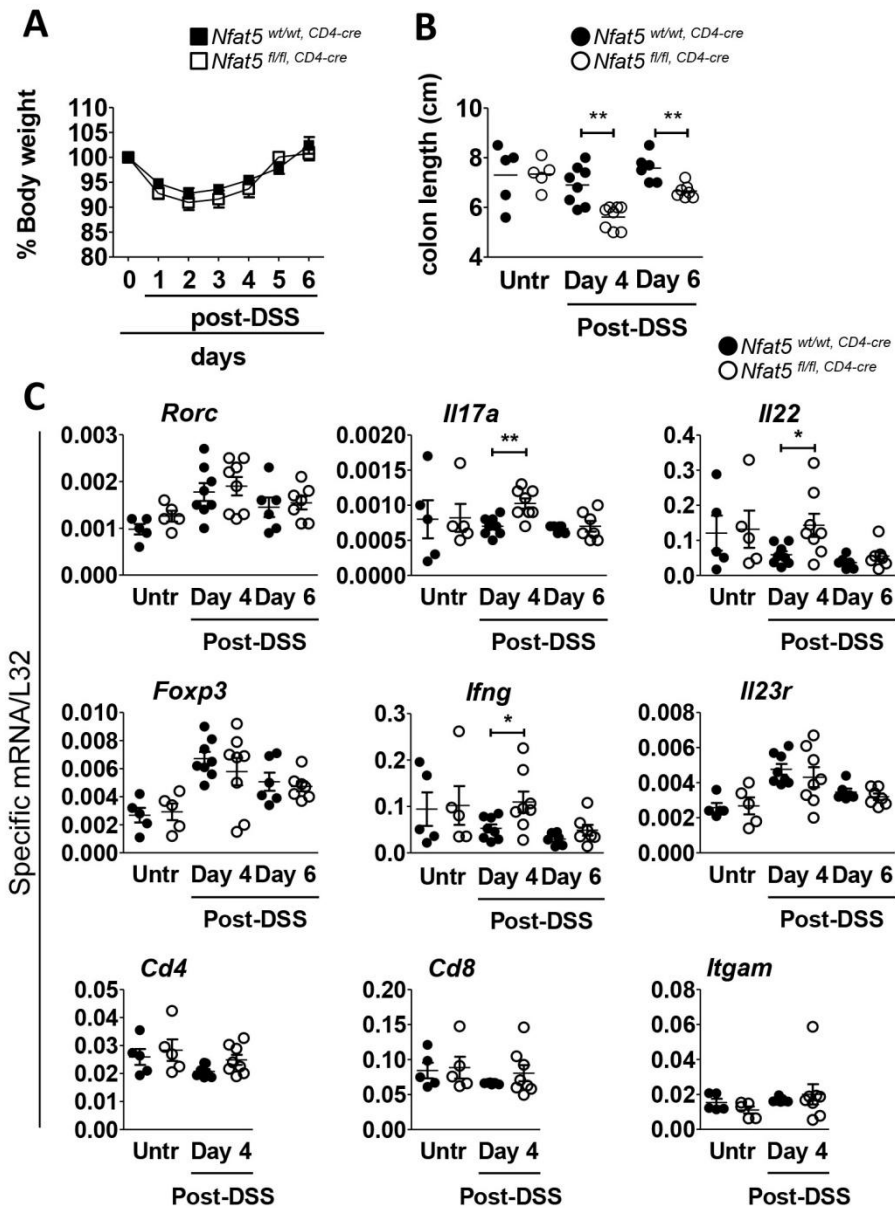 A
Nfat5 wt/wt, CD4-cre
Nfat5 fl/fl, CD4-cre
% Body weight
110
105
100
95
90
85
80
0 1 2 3 4 5 6
post-DSS
days
B
Nfat5 wt/wt, CD4-cre
Nfat5 fl/fl, CD4-cre
colon length (cm)
10
8
6
4
** **
Untr Day 4 Day 6
Post-DSS
Nfat5 wt/wt, CD4-cre
Nfat5 fl/fl, CD4-cre
C
Specific mRNA/L32
Rorc
0.003
0.002
0.001
0.000
Untr Day 4 Day 6
Post-DSS
Il17a
0.0020
0.0015
0.0010
0.0005
0.0000
**
Untr Day 4 Day 6
Post-DSS
Il22
0.4
0.3
0.2
0.1
0.0
*
Untr Day 4 Day 6
Post-DSS
Foxp3
0.010
0.008
0.006
0.004
0.002
0.000
Untr Day 4 Day 6
Post-DSS
Ifng
0.3
0.2
0.1
0.0
*
Untr Day 4 Day 6
Post-DSS
Il23r
0.008
0.006
0.004
0.002
0.000
Untr Day 4 Day 6
Post-DSS
Cd4
0.05
0.04
0.03
0.02
0.01
0.00
Untr Day 4
Post-DSS
Cd8
0.20
0.15
0.10
0.05
0.00
Untr Day 4
Post-DSS
Itgam
0.08
0.06
0.04
0.02
0.00
Untr Day 4
Post-DSS